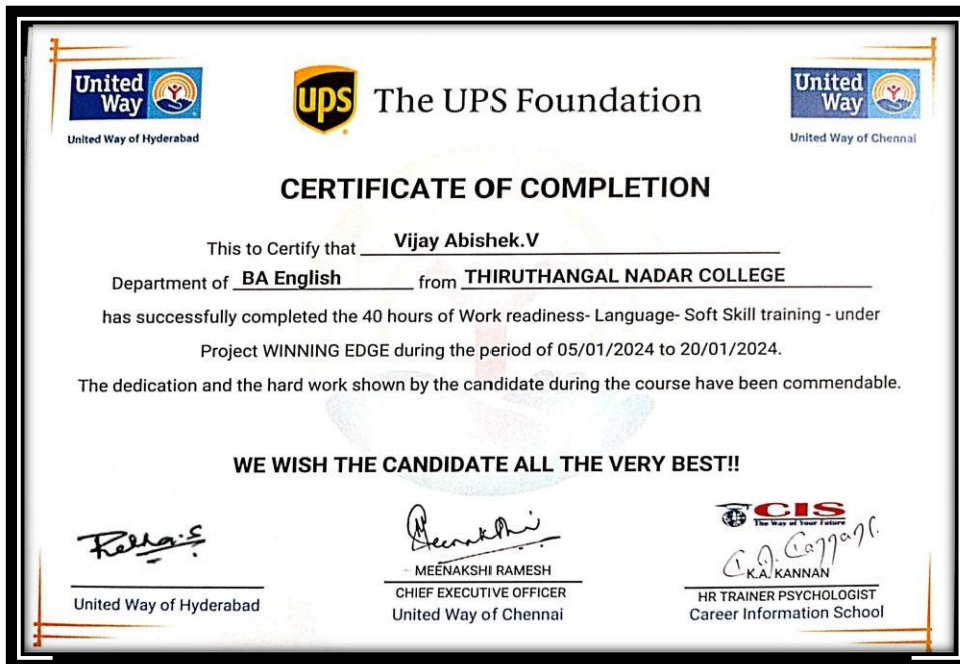 United Way
United Way of Hyderabad
ups
The UPS Foundation
United Way
United Way of Chennai
CERTIFICATE OF COMPLETION
This to Certify that Vijay Abishek.V
Department of BA English from THIRUTHANGAL NADAR COLLEGE
has successfully completed the 40 hours of Work readiness- Language- Soft Skill training - under
Project WINNING EDGE during the period of 05/01/2024 to 20/01/2024.
The dedication and the hard work shown by the candidate during the course have been commendable.
WE WISH THE CANDIDATE ALL THE VERY BEST!!
United Way of Hyderabad
MEENAKSHI RAMESH
CHIEF EXECUTIVE OFFICER
United Way of Chennai
CIS
The Way of Your Future
K.A. KANNAN
HR TRAINER PSYCHOLOGIST
Career Information School